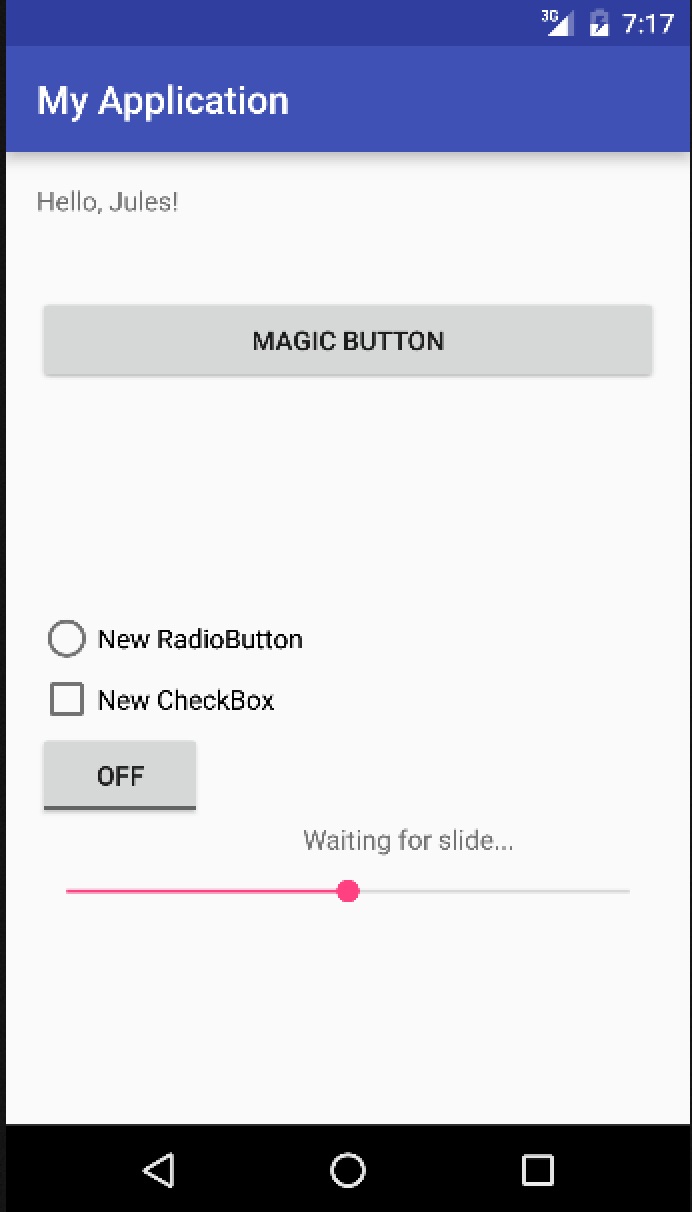 3G 7:17
My Application
Hello, Jules!
MAGIC BUTTON
New RadioButton
New CheckBox
OFF
Waiting for slide...